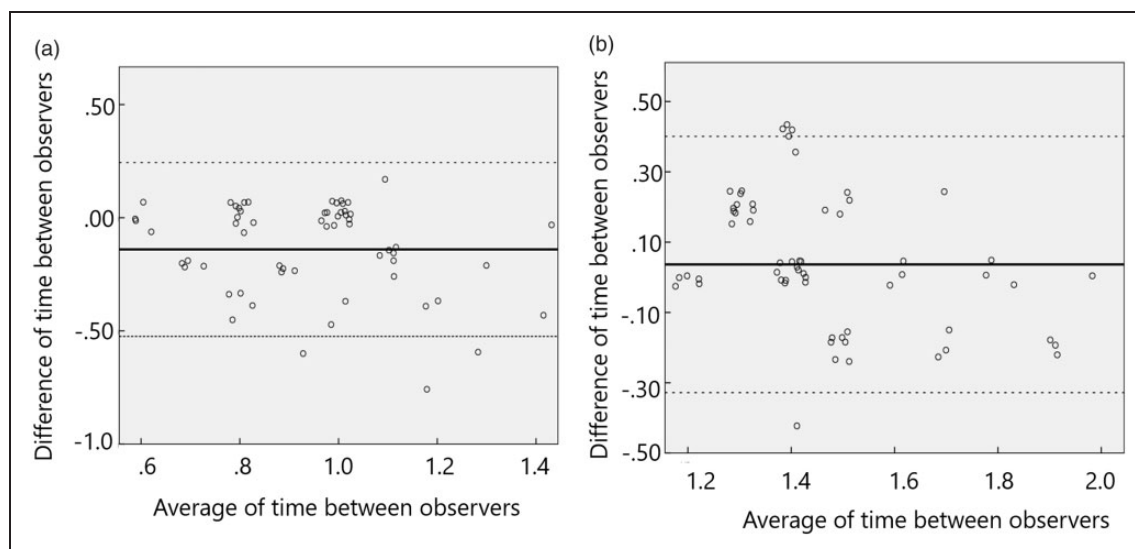 (a)
Difference of time between observers
.50
.00
-.50
-1.0
.6 .8 1.0 1.2 1.4
Average of time between observers
(b)
Difference of time between observers
.50
.30
.10
-.10
-.30
-.50
1.2 1.4 1.6 1.8 2.0
Average of time between observers